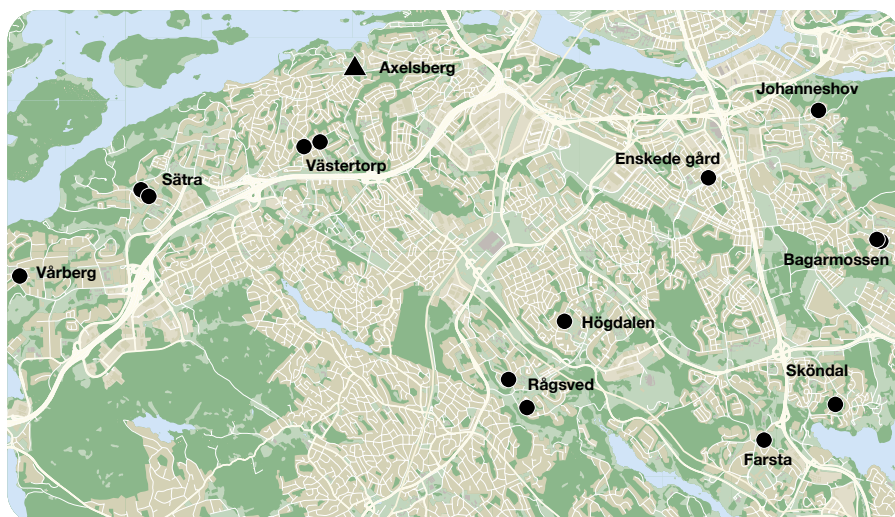 Axelsberg
Johanneshov
Västertorp
Enskede gård
Sätra
Bagarmossen
Vårberg
Högdalen
Sköndal
Rågsved
Farsta